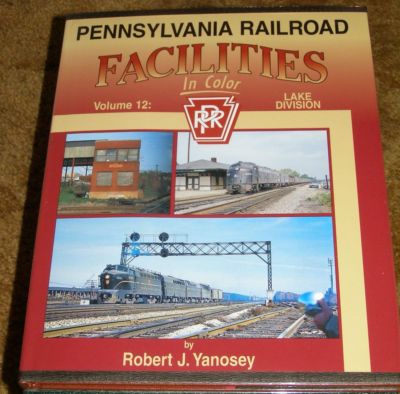 PENNSYLVANIA RAILROAD
FACILITIES
In Color
Volume 12:
LAKE
DIVISION
PRR
by
Robert J. Yanosey